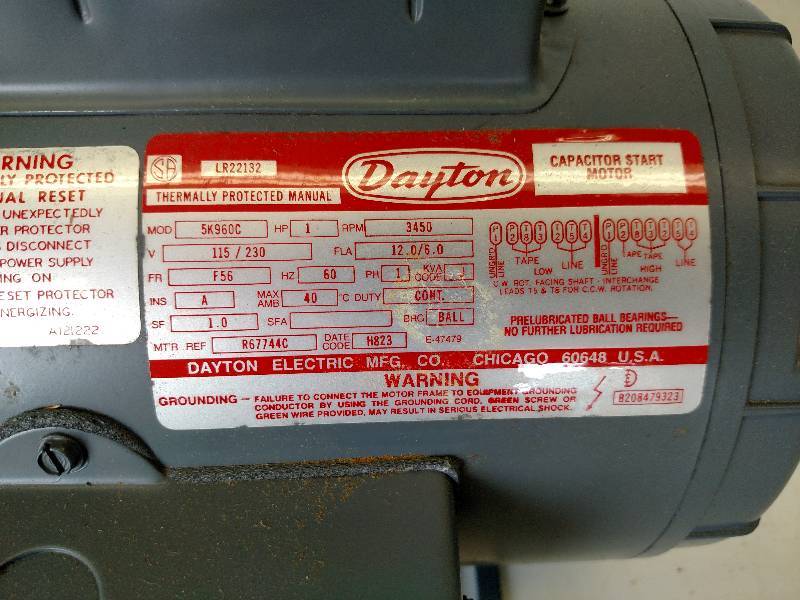 RNING
LY PROTECTED
UAL RESET
UNEXPECTEDLY
R PROTECTOR
S DISCONNECT
POWER SUPPLY
ING ON
ESET PROTECTOR
NERGIZING.
A121222
SA LR22132
THERMALLY PROTECTED MANUAL
Dayton
CAPACITOR START
MOTOR
MOD 5K960C HP 1 RPM 3450
V 115/230 FLA 12.0/6.0
FR F56 HZ 60 PH 1 KVA CODE J
INS A MAX AMB 40 °C DUTY CONT.
SF 1.0 SFA BRG BALL
MTR REF R67744C DATE CODE H823 E-47479
UNGRD TAPE LINE
LOW
UNGRD TAPE TAPE LINE
HIGH
C.W. ROT. FACING SHAFT - INTERCHANGE
LEADS T5 & T8 FOR C.C.W. ROTATION.
PRELUBRICATED BALL BEARINGS—
NO FURTHER LUBRICATION REQUIRED
DAYTON ELECTRIC MFG. CO., CHICAGO 60648 U.S.A.
WARNING
GROUNDING — FAILURE TO CONNECT THE MOTOR FRAME TO EQUIPMENT GROUNDING
CONDUCTOR BY USING THE GROUNDING CORD, GREEN SCREW OR
GREEN WIRE PROVIDED, MAY RESULT IN SERIOUS ELECTRICAL SHOCK.
B208479323